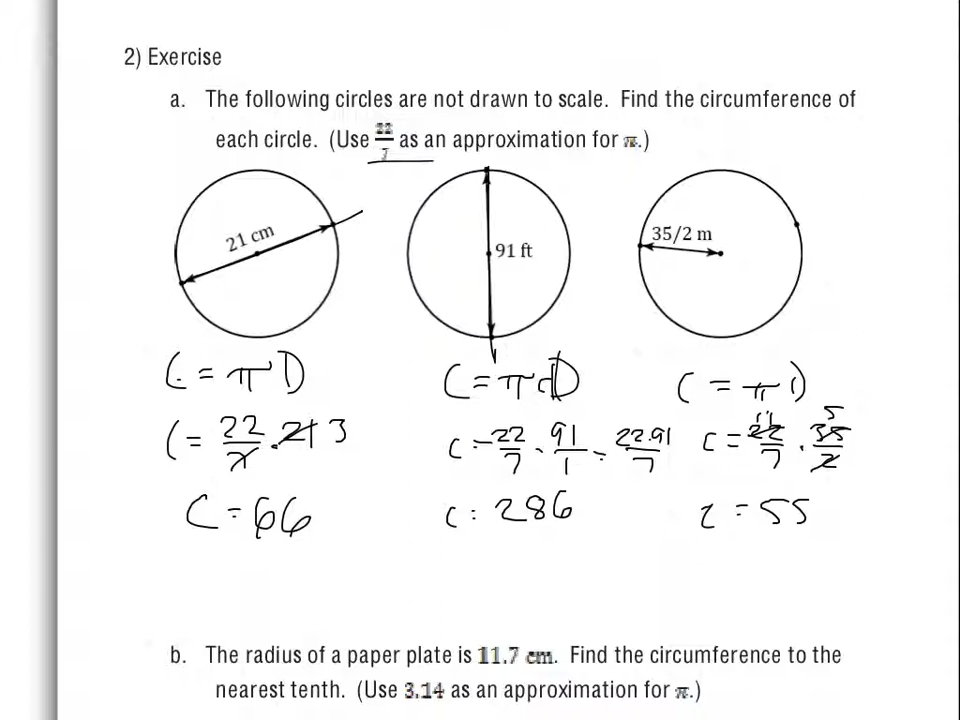 2) Exercise
a. The following circles are not drawn to scale. Find the circumference of
each circle. (Use 22/7 as an approximation for π.)
21 cm
91 ft
35/2 m
C = πD
C = πdD
C = πD
C = 22/7 · 21 3
C = 22/7 · 91/1 = 22·91/7
C = 22/7 · 35/2 11 5
C = 66
C = 286
C = 55
b. The radius of a paper plate is 11.7 cm. Find the circumference to the
nearest tenth. (Use 3.14 as an approximation for π.)